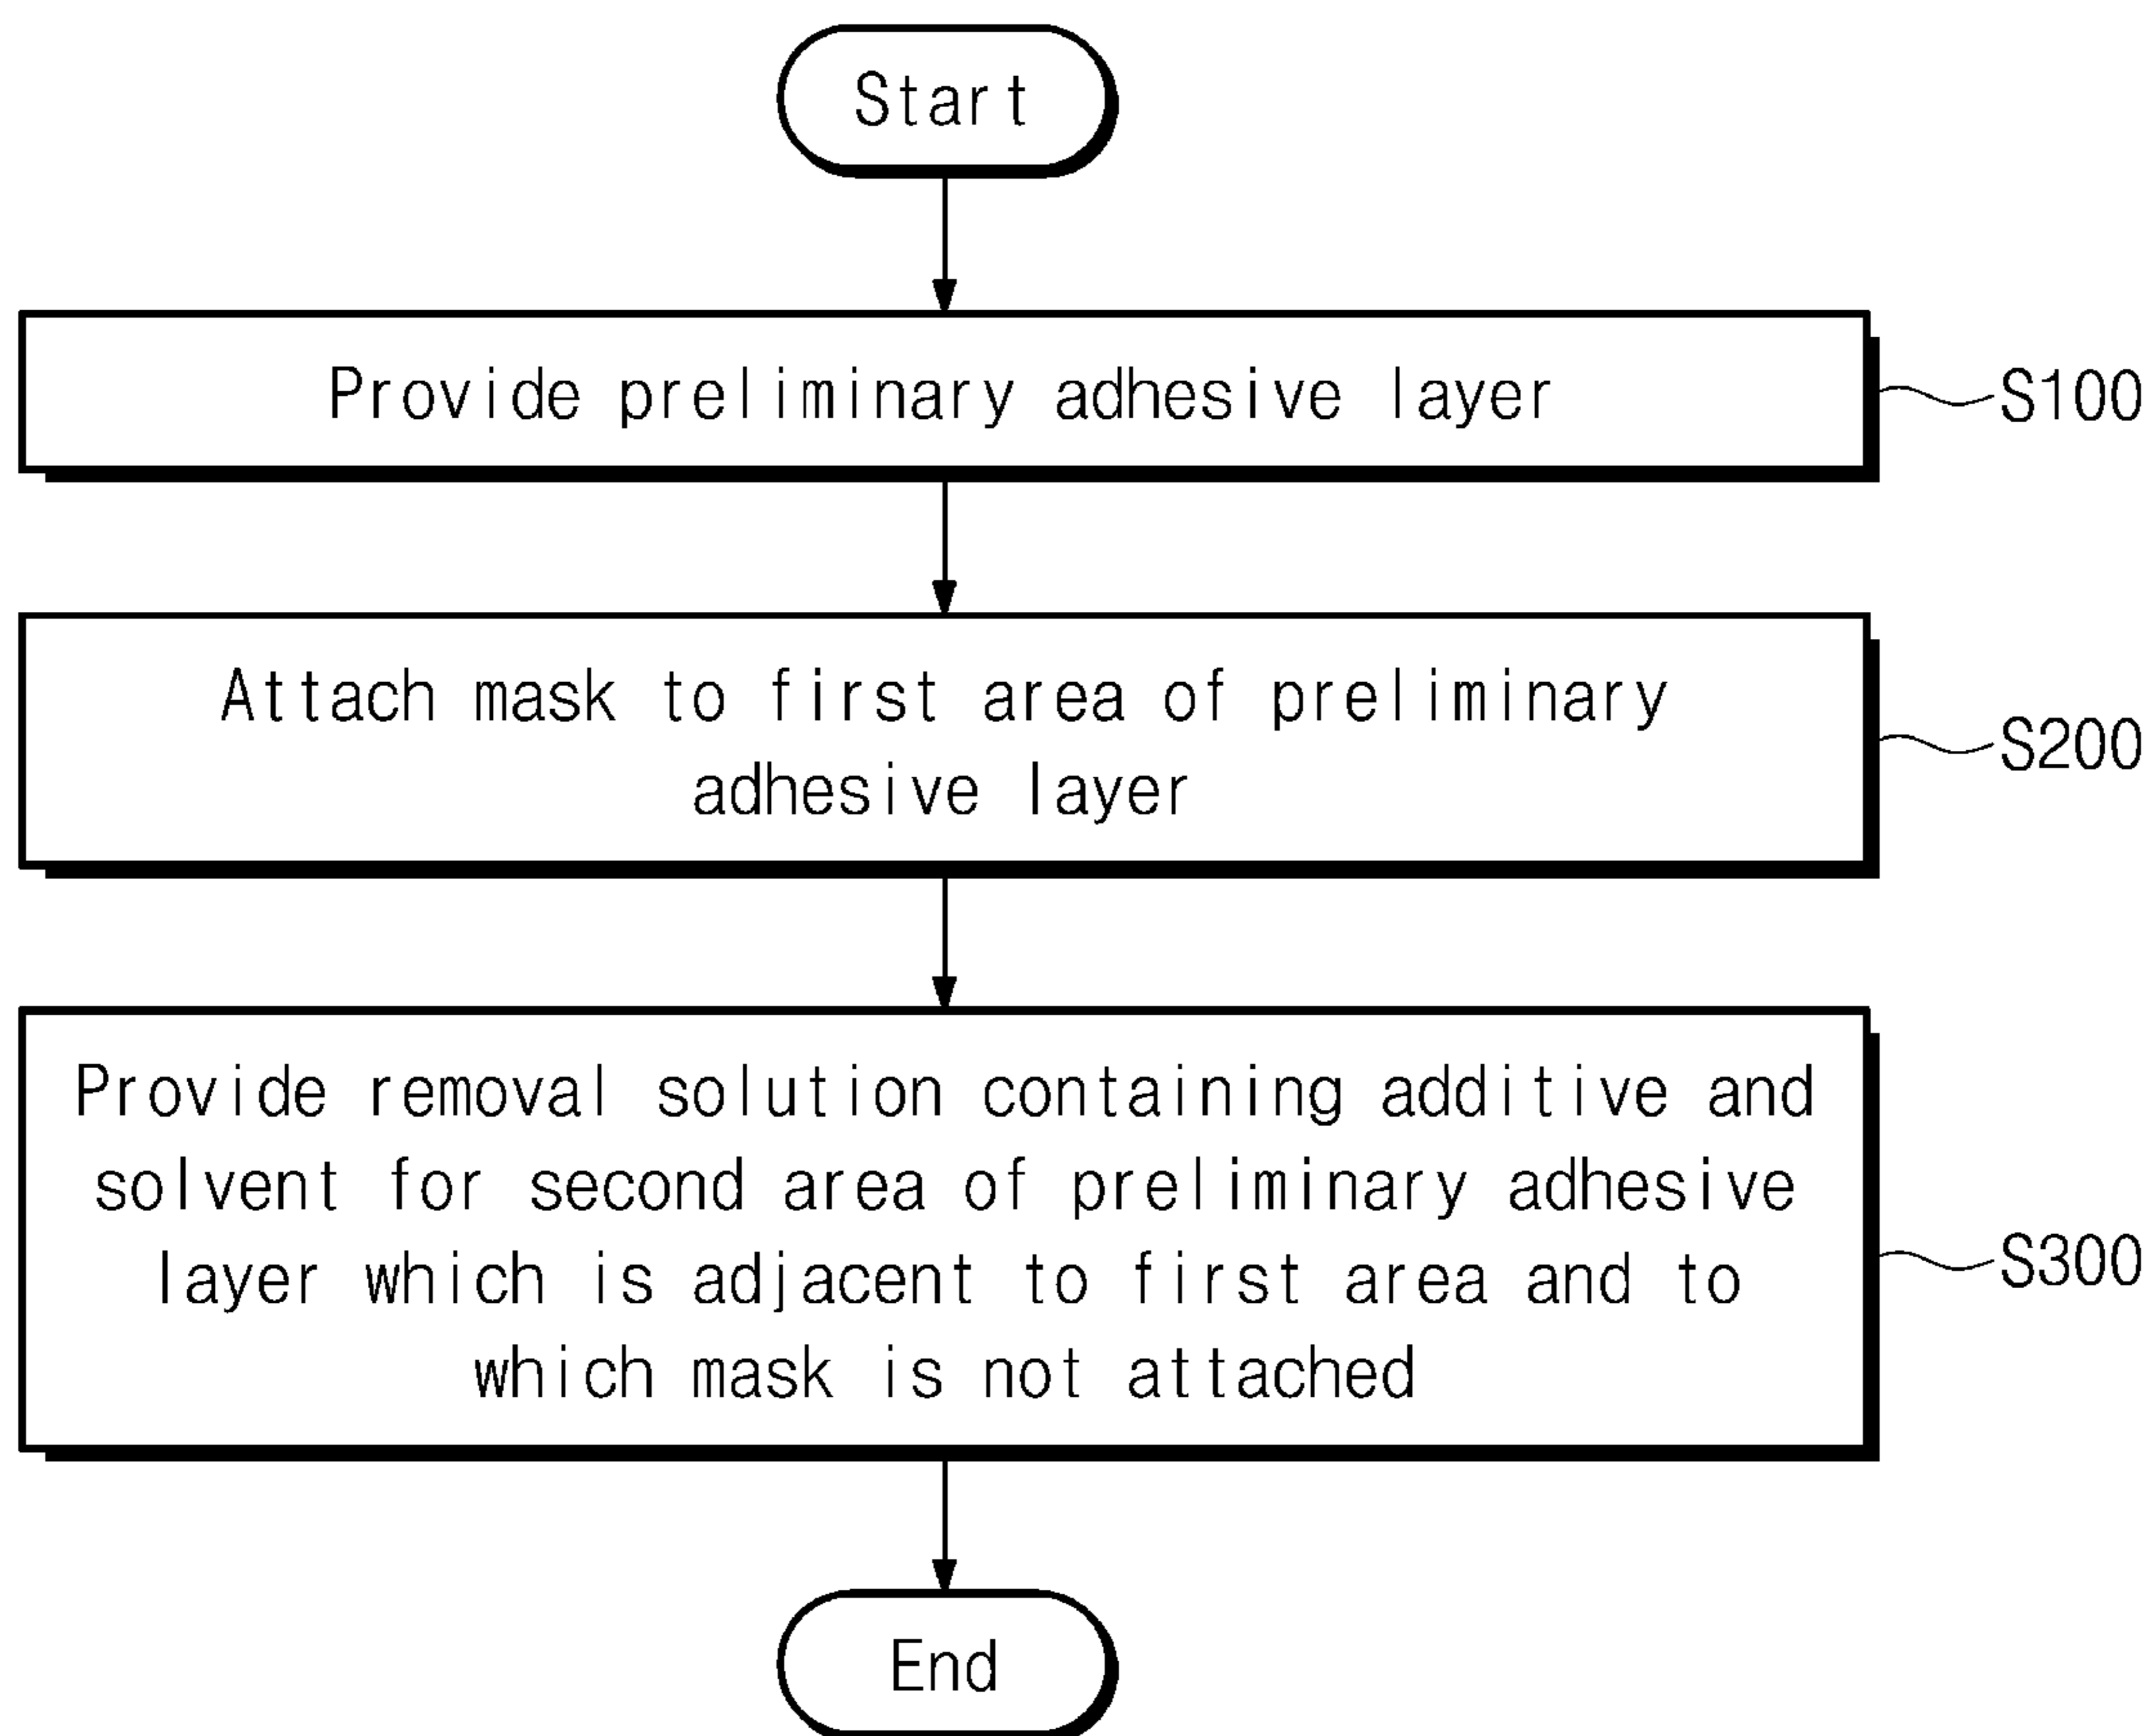 Start
Provide preliminary adhesive layer
S100
Attach mask to first area of preliminary
adhesive layer
S200
Provide removal solution containing additive and
solvent for second area of preliminary adhesive
layer which is adjacent to first area and to
which mask is not attached
S300
End